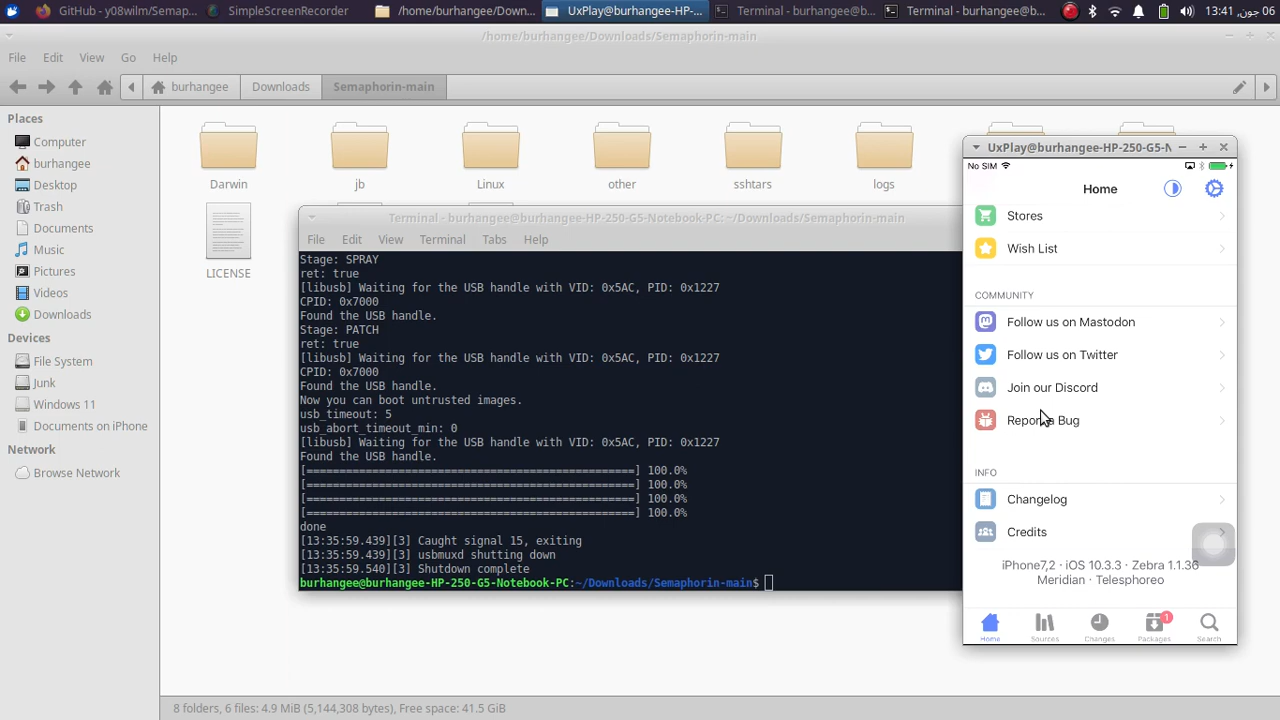 GitHub - y08wilm/Semap...
SimpleScreenRecorder
/home/burhangee/Down...
UxPlay@burhangee-HP-...
Terminal - burhangee@b...
Terminal - burhangee@b...
13:41 ,06 جون
/home/burhangee/Downloads/Semaphorin-main
File Edit View Go Help
burhangee Downloads Semaphorin-main
Places
Computer
burhangee
Desktop
Trash
Documents
Music
Pictures
Videos
Downloads
Devices
File System
Junk
Windows 11
Documents on iPhone
Network
Browse Network
Darwin
jb
Linux
other
sshtars
logs
LICENSE
Terminal - burhangee@burhangee-HP-250-G5-Notebook-PC: ~/Downloads/Semaphorin-main
File Edit View Terminal Tabs Help
Stage: SPRAY
ret: true
[libusb] Waiting for the USB handle with VID: 0x5AC, PID: 0x1227
CPID: 0x7000
Found the USB handle.
Stage: PATCH
ret: true
[libusb] Waiting for the USB handle with VID: 0x5AC, PID: 0x1227
CPID: 0x7000
Found the USB handle.
Now you can boot untrusted images.
usb_timeout: 5
usb_abort_timeout_min: 0
[libusb] Waiting for the USB handle with VID: 0x5AC, PID: 0x1227
Found the USB handle.
[========================================] 100.0%
[========================================] 100.0%
[========================================] 100.0%
[========================================] 100.0%
done
[13:35:59.439][3] Caught signal 15, exiting
[13:35:59.439][3] usbmuxd shutting down
[13:35:59.540][3] Shutdown complete
burhangee@burhangee-HP-250-G5-Notebook-PC:~/Downloads/Semaphorin-main$
UxPlay@burhangee-HP-250-G5-N
No SIM
Home
Stores
Wish List
COMMUNITY
Follow us on Mastodon
Follow us on Twitter
Join our Discord
Report a Bug
INFO
Changelog
Credits
iPhone7,2 · iOS 10.3.3 · Zebra 1.1.36
Meridian · Telesphoreo
1
Home Sources Changes Packages Search
8 folders, 6 files: 4.9 MiB (5,144,308 bytes), Free space: 41.5 GiB